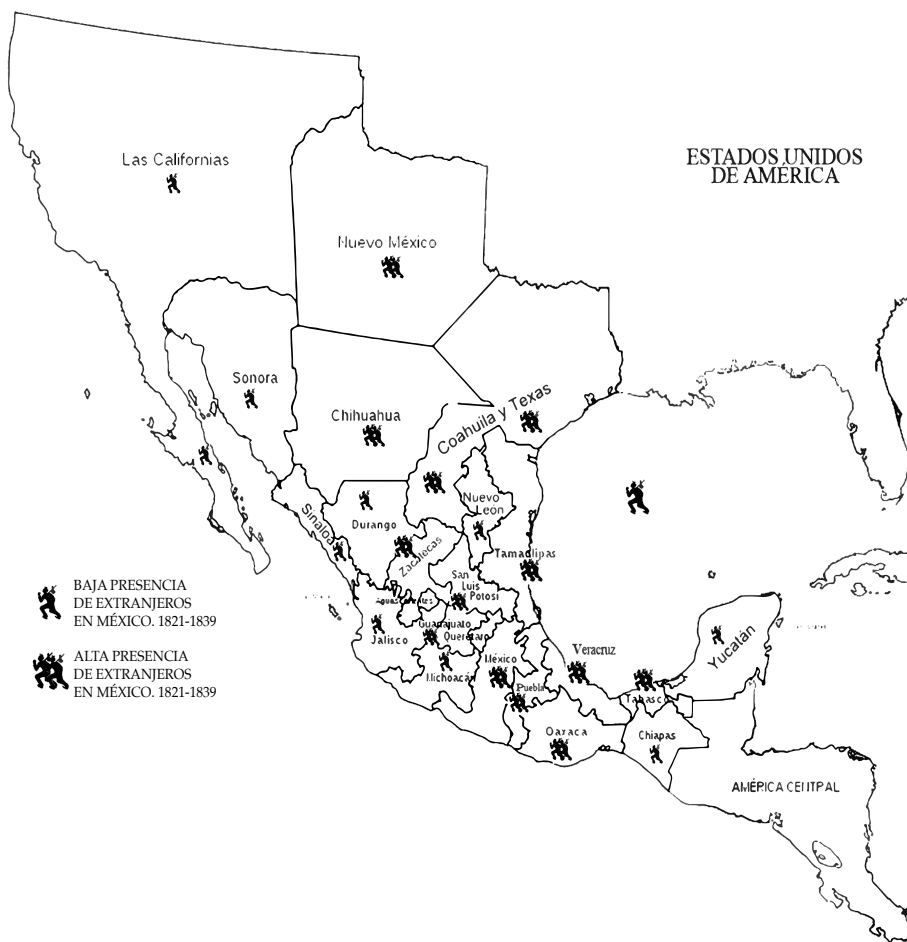 ESTADOS UNIDOS
DE AMÉRICA
Las Californias
Nuevo México
Sonora
Chihuahua
Coahuila y Texas
Nuevo
León
Sinaloa
Durango
Zacatecas
Tamaulipas
San
Luis
Potosí
BAJA PRESENCIA
DE EXTRANJEROS
EN MÉXICO. 1821-1839
ALTA PRESENCIA
DE EXTRANJEROS
EN MÉXICO. 1821-1839
Aguascalientes
Jalisco
Guanajuato
Querétaro
Michoacán
México
Veracruz
Puebla
Yucatán
Tabasco
Oaxaca
Chiapas
AMÉRICA CENTRAL